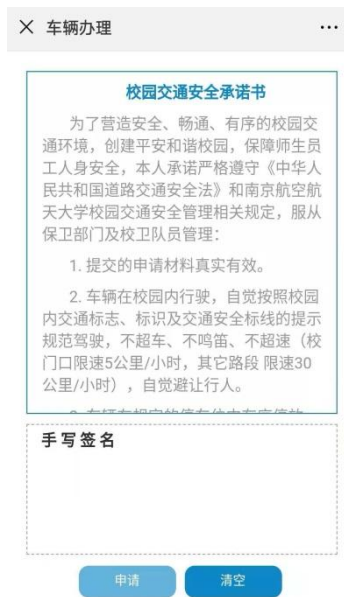 车辆办理
校园交通安全承诺书
为了营造安全、畅通、有序的校园交
通环境，创建平安和谐校园，保障师生员
工人身安全，本人承诺严格遵守《中华人
民共和国道路交通安全法》和南京航空航
天大学校园交通安全管理相关规定，服从
保卫部门及校卫队员管理：
1. 提交的申请材料真实有效。
2. 车辆在校园内行驶，自觉按照校园
内交通标志、标识及交通安全标线的提示
规范驾驶，不超车、不鸣笛、不超速（校
门口限速5公里/小时，其它路段 限速30
公里/小时），自觉避让行人。
手写签名
申请
清空